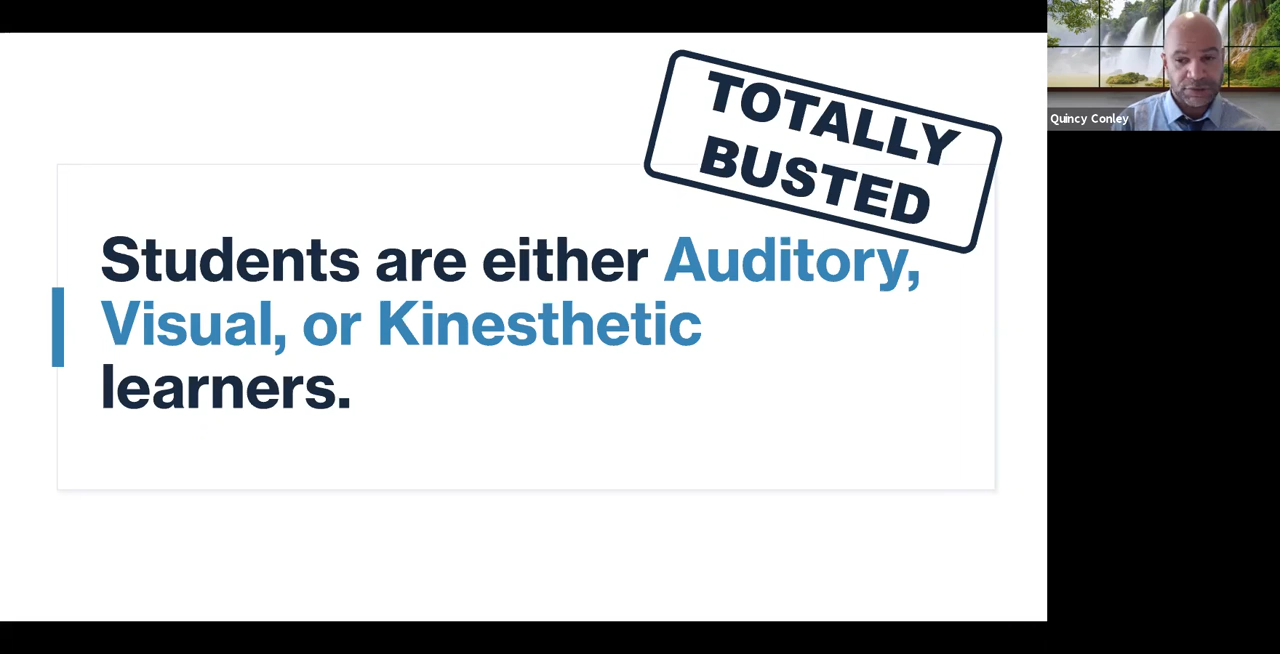 TOTALLY
BUSTED
Students are either Auditory,
Visual, or Kinesthetic
learners.
Quincy Conley